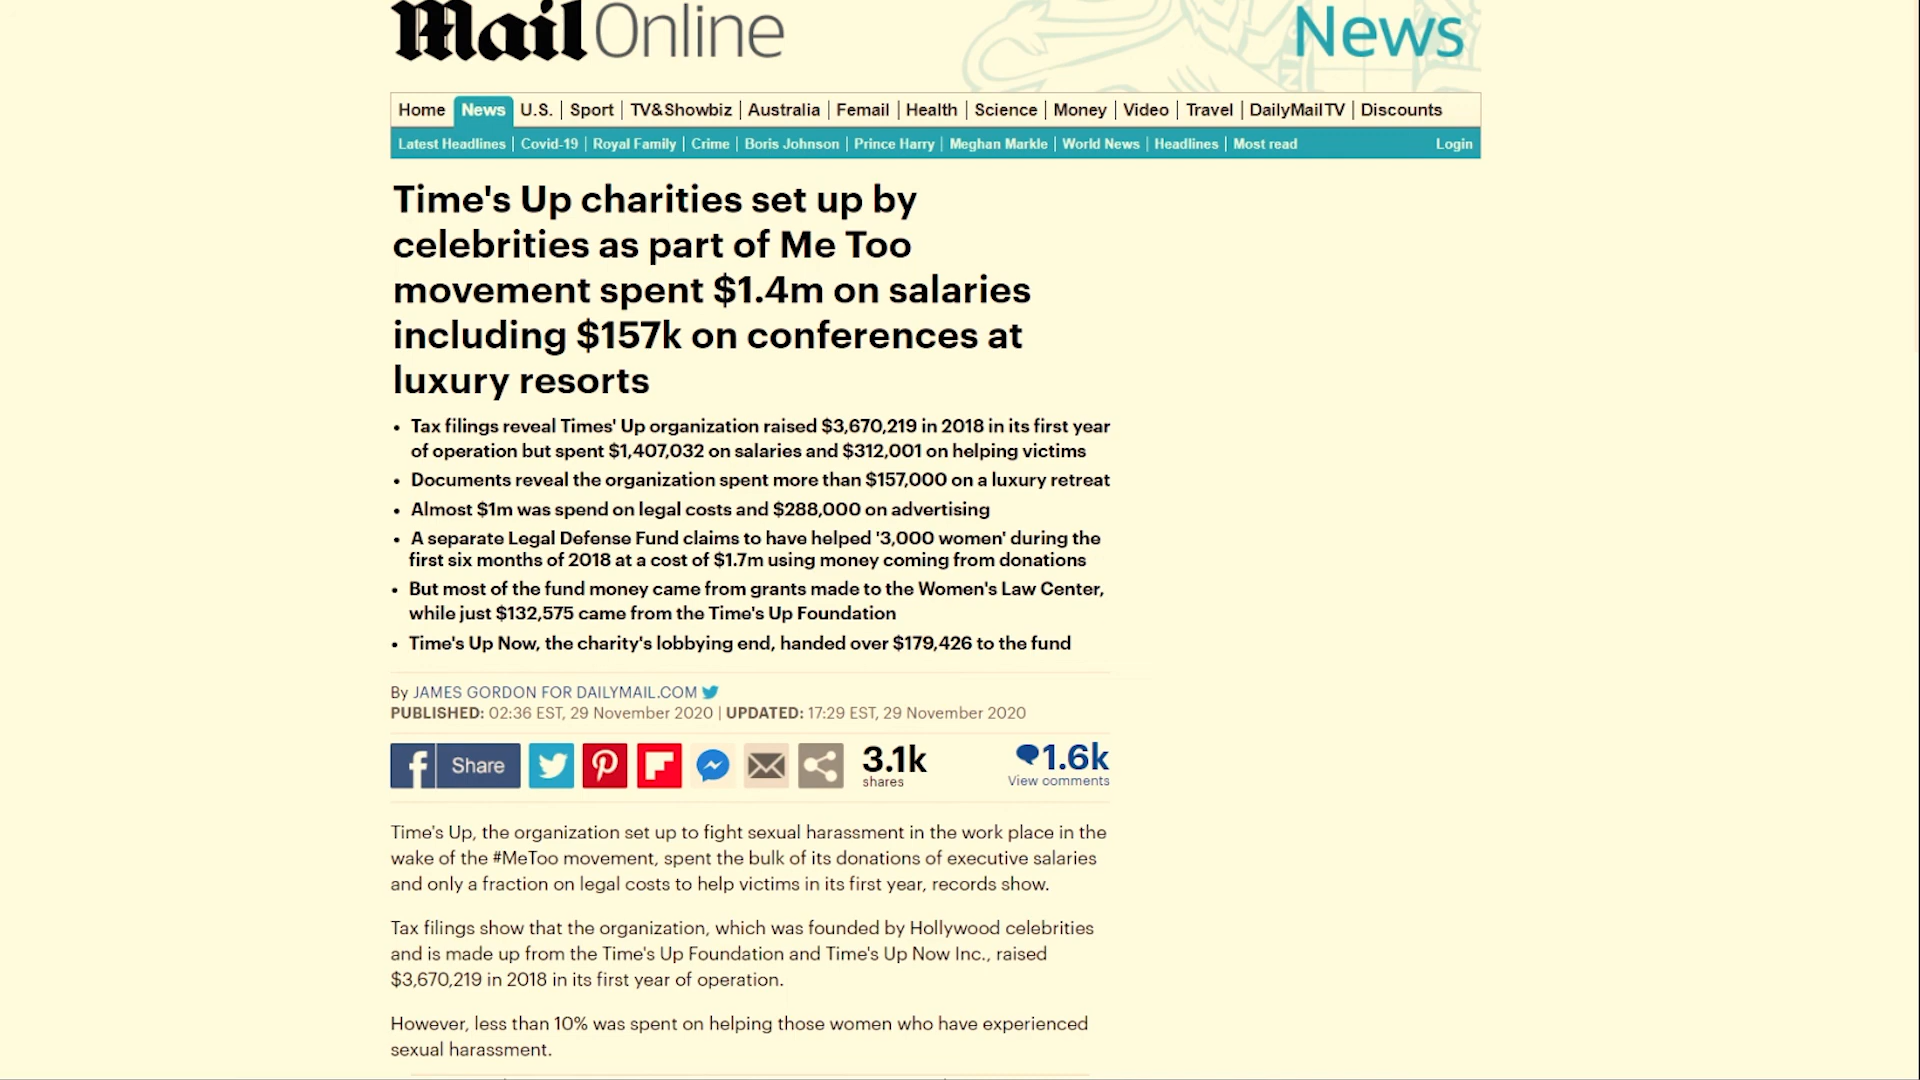 Mail Online
News
Home News U.S. Sport TV&Showbiz Australia Femail Health Science Money Video Travel DailyMailTV Discounts
Latest Headlines Covid-19 Royal Family Crime Boris Johnson Prince Harry Meghan Markle World News Headlines Most read Login
Time's Up charities set up by
celebrities as part of Me Too
movement spent $1.4m on salaries
including $157k on conferences at
luxury resorts
• Tax filings reveal Times' Up organization raised $3,670,219 in 2018 in its first year
of operation but spent $1,407,032 on salaries and $312,001 on helping victims
• Documents reveal the organization spent more than $157,000 on a luxury retreat
• Almost $1m was spend on legal costs and $288,000 on advertising
• A separate Legal Defense Fund claims to have helped '3,000 women' during the
first six months of 2018 at a cost of $1.7m using money coming from donations
• But most of the fund money came from grants made to the Women's Law Center,
while just $132,575 came from the Time's Up Foundation
• Time's Up Now, the charity's lobbying end, handed over $179,426 to the fund
By JAMES GORDON FOR DAILYMAIL.COM
PUBLISHED: 02:36 EST, 29 November 2020 | UPDATED: 17:29 EST, 29 November 2020
Share
3.1k
shares
1.6k
View comments
Time's Up, the organization set up to fight sexual harassment in the work place in the
wake of the #MeToo movement, spent the bulk of its donations of executive salaries
and only a fraction on legal costs to help victims in its first year, records show.
Tax filings show that the organization, which was founded by Hollywood celebrities
and is made up from the Time's Up Foundation and Time's Up Now Inc., raised
$3,670,219 in 2018 in its first year of operation.
However, less than 10% was spent on helping those women who have experienced
sexual harassment.